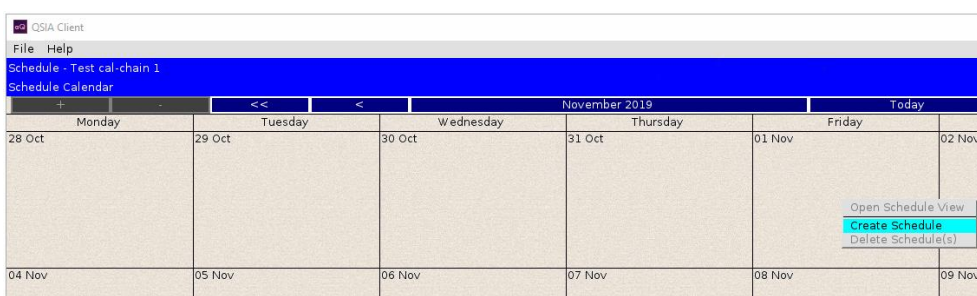 QSIA Client
File Help
Schedule - Test cal-chain 1
Schedule Calendar
+ - << < November 2019 Today
Monday Tuesday Wednesday Thursday Friday
28 Oct 29 Oct 30 Oct 31 Oct 01 Nov 02 Nov
Open Schedule View
Create Schedule
Delete Schedule(s)
04 Nov 05 Nov 06 Nov 07 Nov 08 Nov 09 Nov